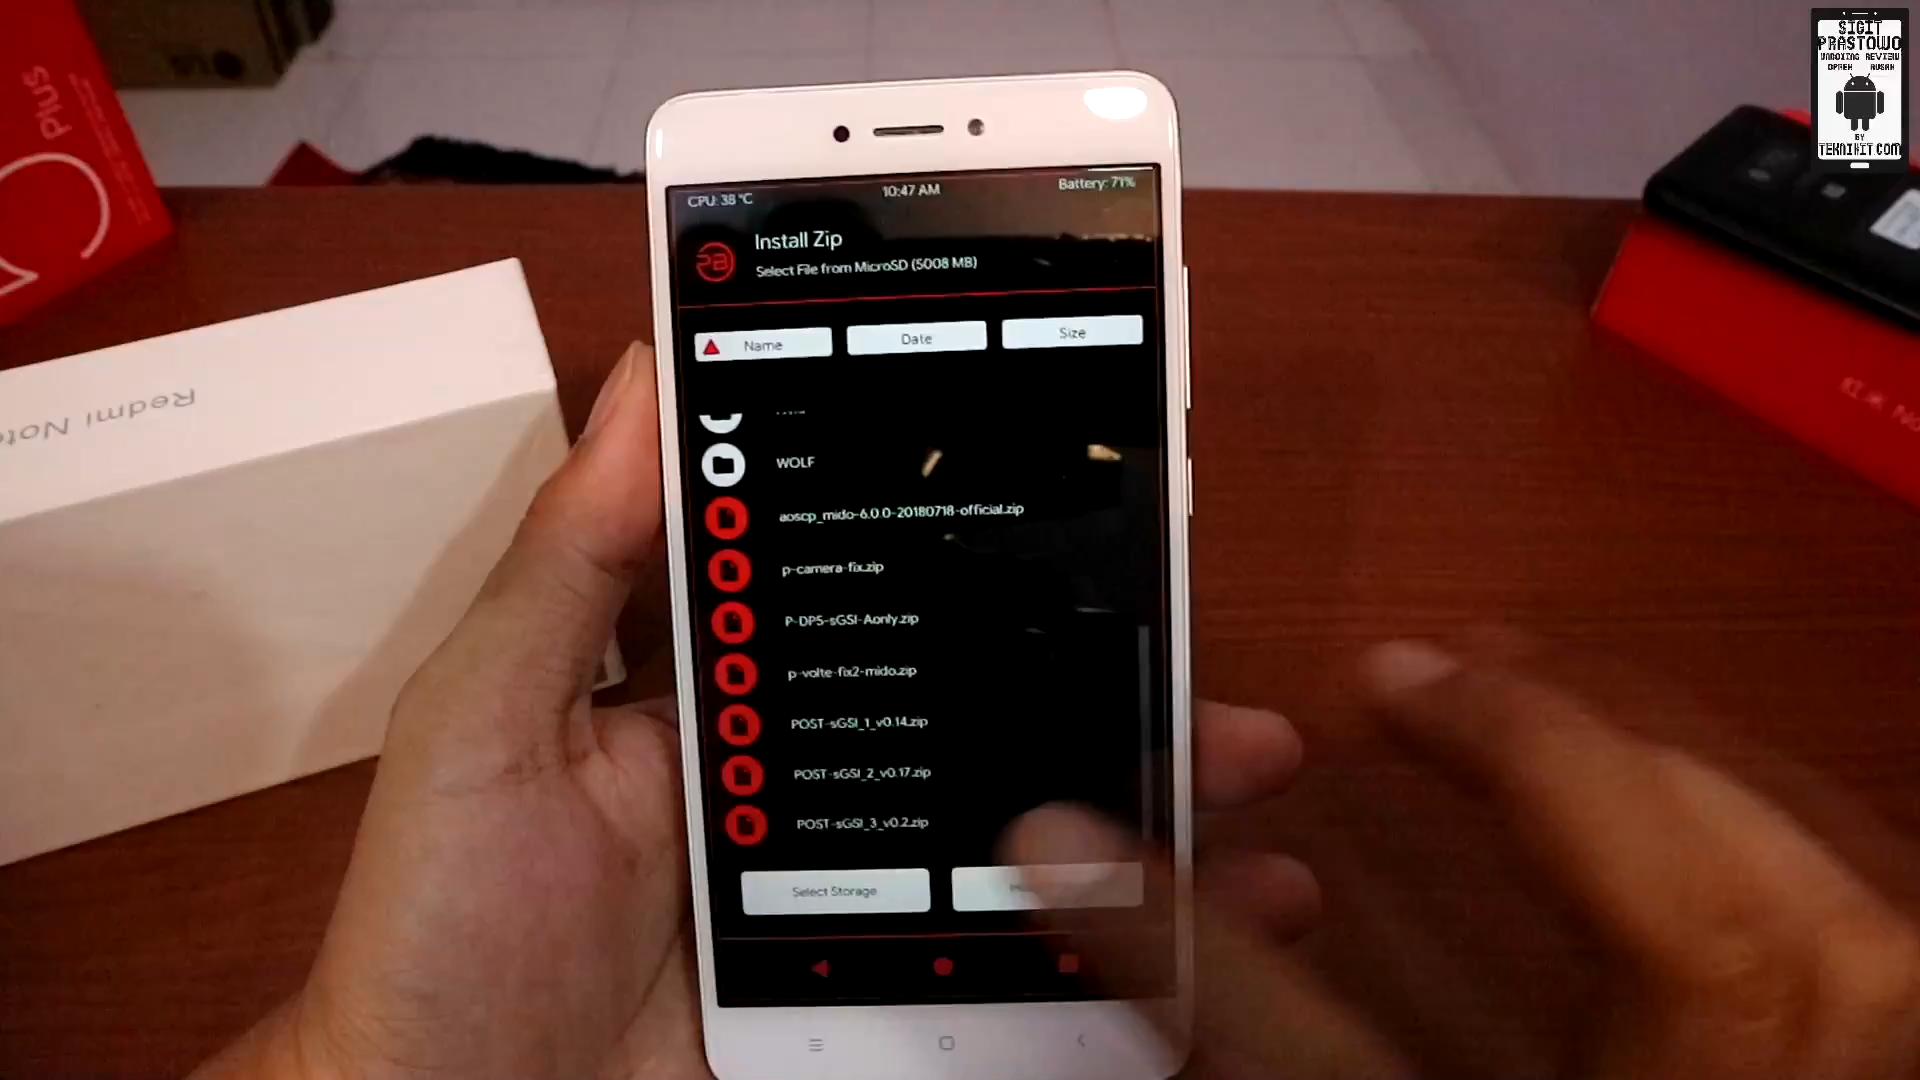 CPU: 38 °C
10:47 AM
Battery: 71%
Install Zip
Select File from MicroSD (5008 MB)
Name
Date
Size
WOLF
aoscp_mido-6.0.0-20180718-official.zip
p-camera-fix.zip
P-DP5-sGSI-Aonly.zip
p-volte-fix2-mido.zip
POST-sGSI_1_v0.14.zip
POST-sGSI_2_v0.17.zip
POST-sGSI_3_v0.2.zip
Select Storage
Redmi Note
Plus
SIGIT
PRASTOWO
UNBOXING REVIEW
OPREK RUSAK
BY
TEKNIKIT.COM